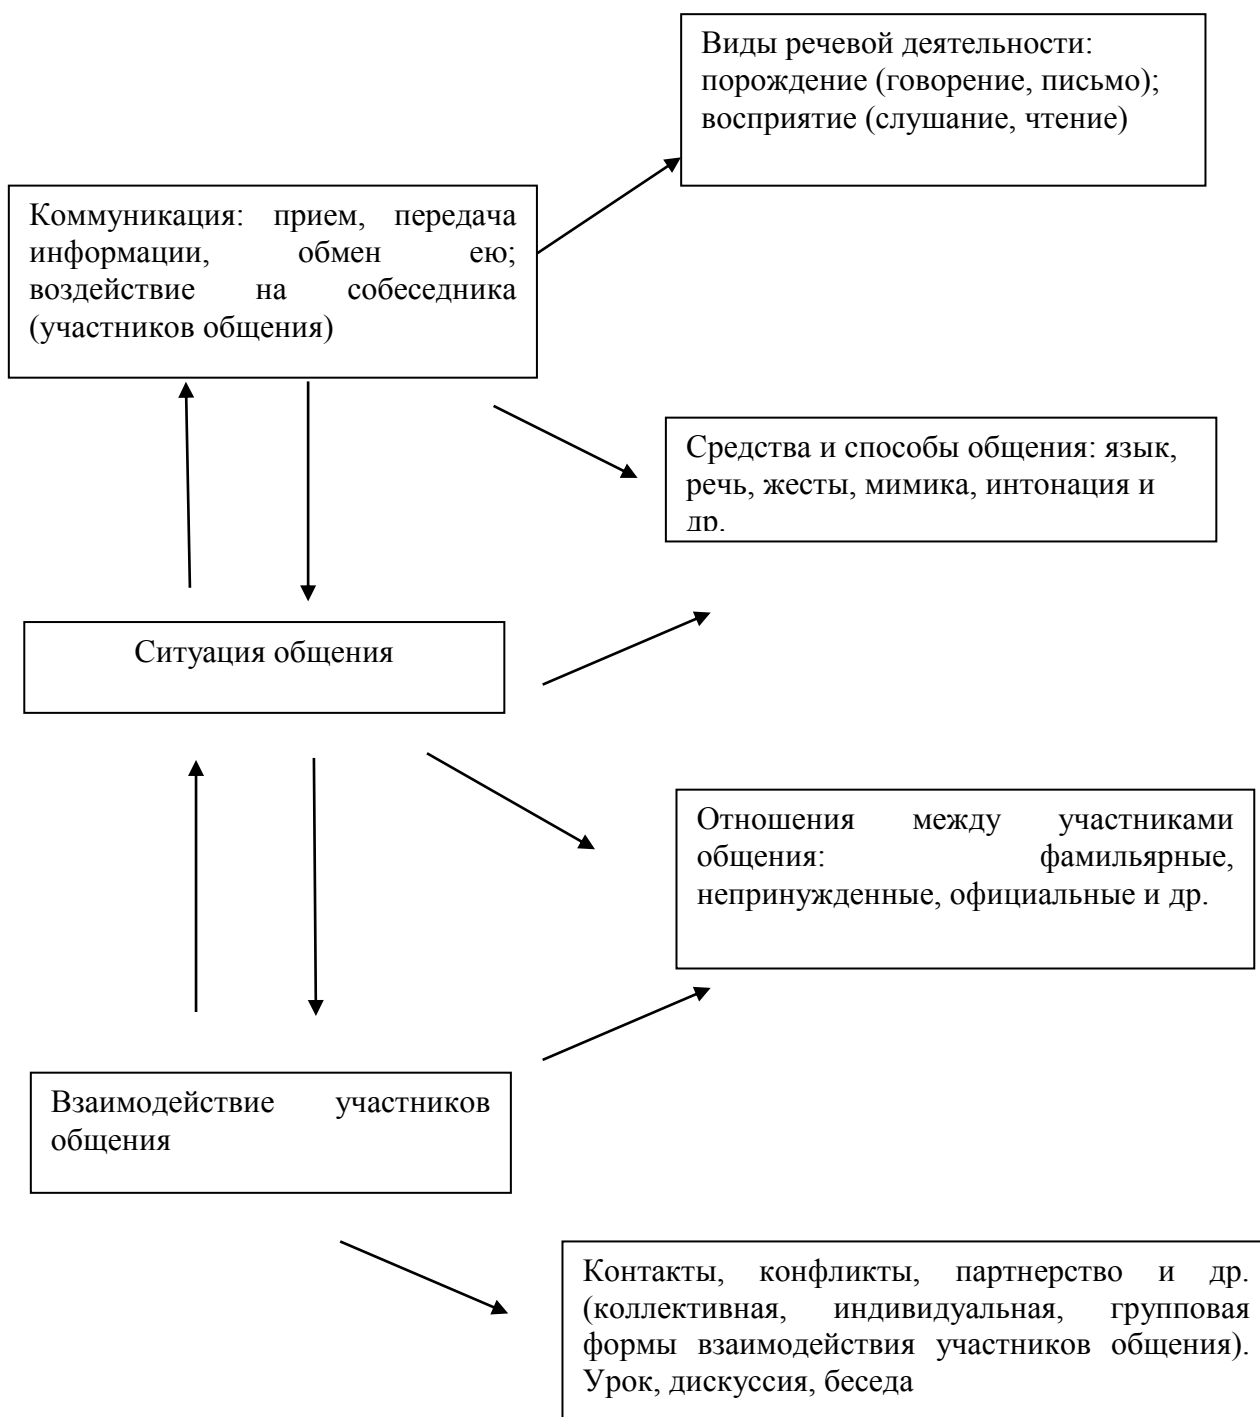 Виды речевой деятельности:
порождение (говорение, письмо);
восприятие (слушание, чтение)
Коммуникация: прием, передача
информации, обмен ею;
воздействие на собеседника
(участников общения)
Средства и способы общения: язык,
речь, жесты, мимика, интонация и
др.
Ситуация общения
Отношения между участниками
общения: фамильярные,
непринужденные, официальные и др.
Взаимодействие участников
общения
Контакты, конфликты, партнерство и др.
(коллективная, индивидуальная, групповая
формы взаимодействия участников общения).
Урок, дискуссия, беседа